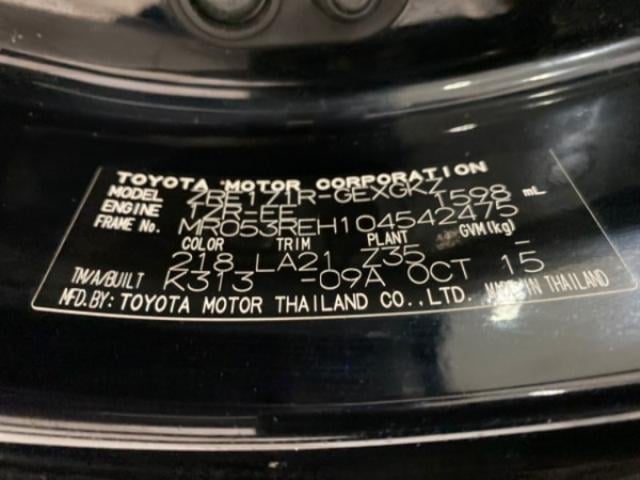 TOYOTA MOTOR CORPORATION
MODEL ZRE171R-GEXGKZ
ENGINE 1ZR-FE 1598 mL
FRAME No. MR053REH104542475
COLOR TRIM PLANT GVM(kg)
218 LA21 Z35 -
TM/A/BUILT K313 -09A OCT 15
MFD.BY: TOYOTA MOTOR THAILAND CO., LTD. MADE IN THAILAND